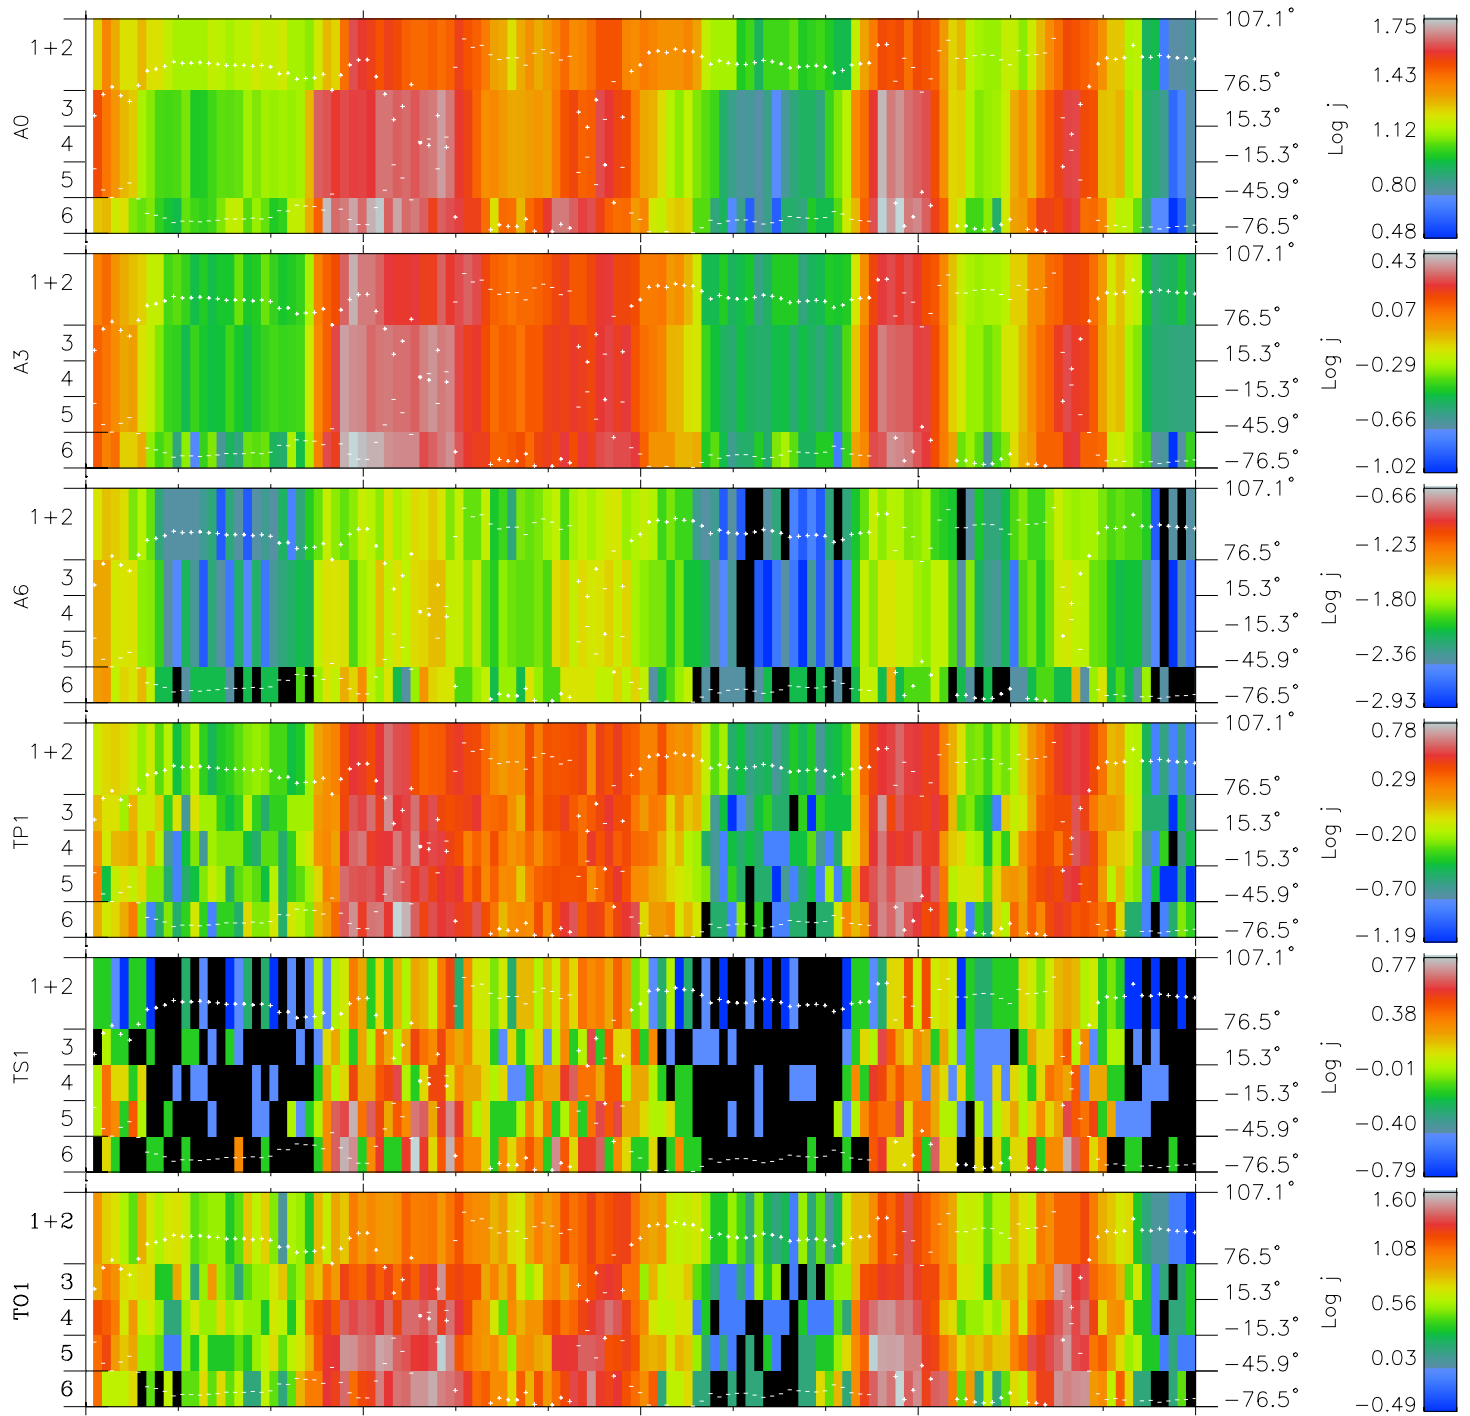 A0 1+2 3 4 5 6 107.1° 76.5° 15.3° −15.3° −45.9° −76.5° Log j 1.75 1.43 1.12 0.80 0.48
A3 1+2 3 4 5 6 107.1° 76.5° 15.3° −15.3° −45.9° −76.5° Log j 0.43 0.07 −0.29 −0.66 −1.02
A6 1+2 3 4 5 6 107.1° 76.5° 15.3° −15.3° −45.9° −76.5° Log j −0.66 −1.23 −1.80 −2.36 −2.93
TP1 1+2 3 4 5 6 107.1° 76.5° 15.3° −15.3° −45.9° −76.5° Log j 0.78 0.29 −0.20 −0.70 −1.19
TS1 1+2 3 4 5 6 107.1° 76.5° 15.3° −15.3° −45.9° −76.5° Log j 0.77 0.38 −0.01 −0.40 −0.79
TO1 1+2 3 4 5 6 107.1° 76.5° 15.3° −15.3° −45.9° −76.5° Log j 1.60 1.08 0.56 0.03 −0.49